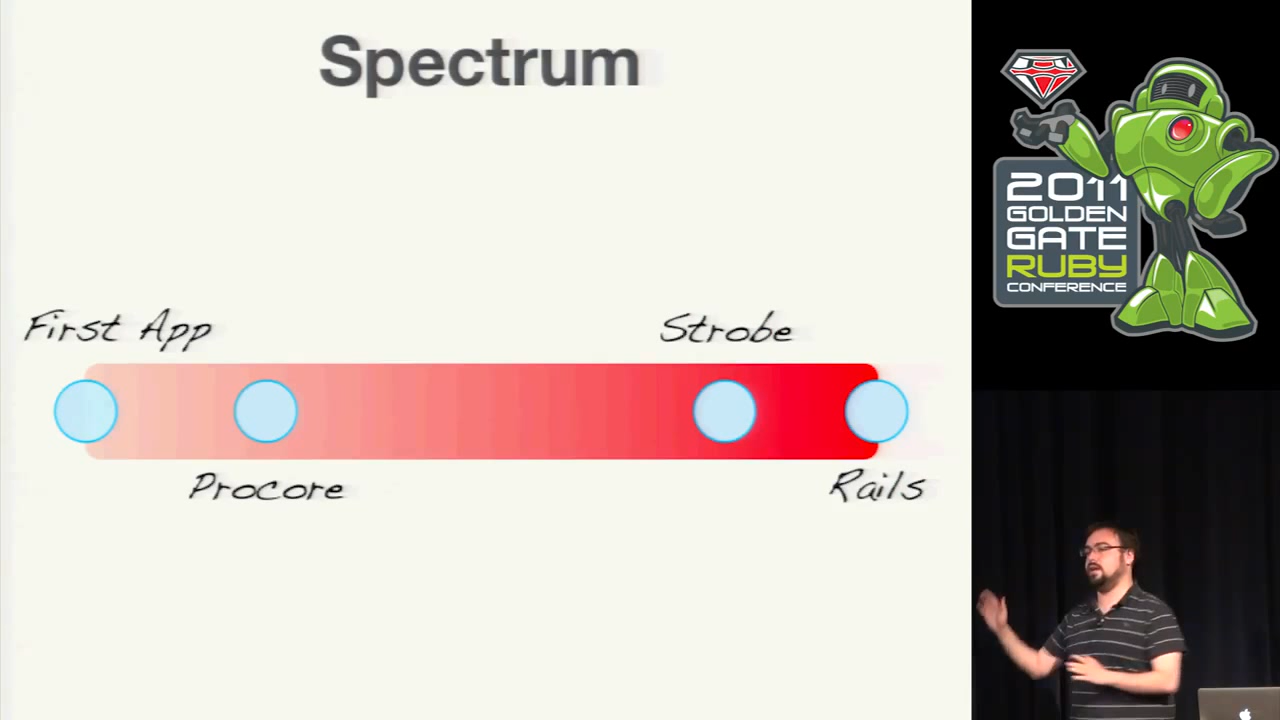 Spectrum
First App
Strobe
Procore
Rails
2011
GOLDEN
GATE
RUBY
CONFERENCE